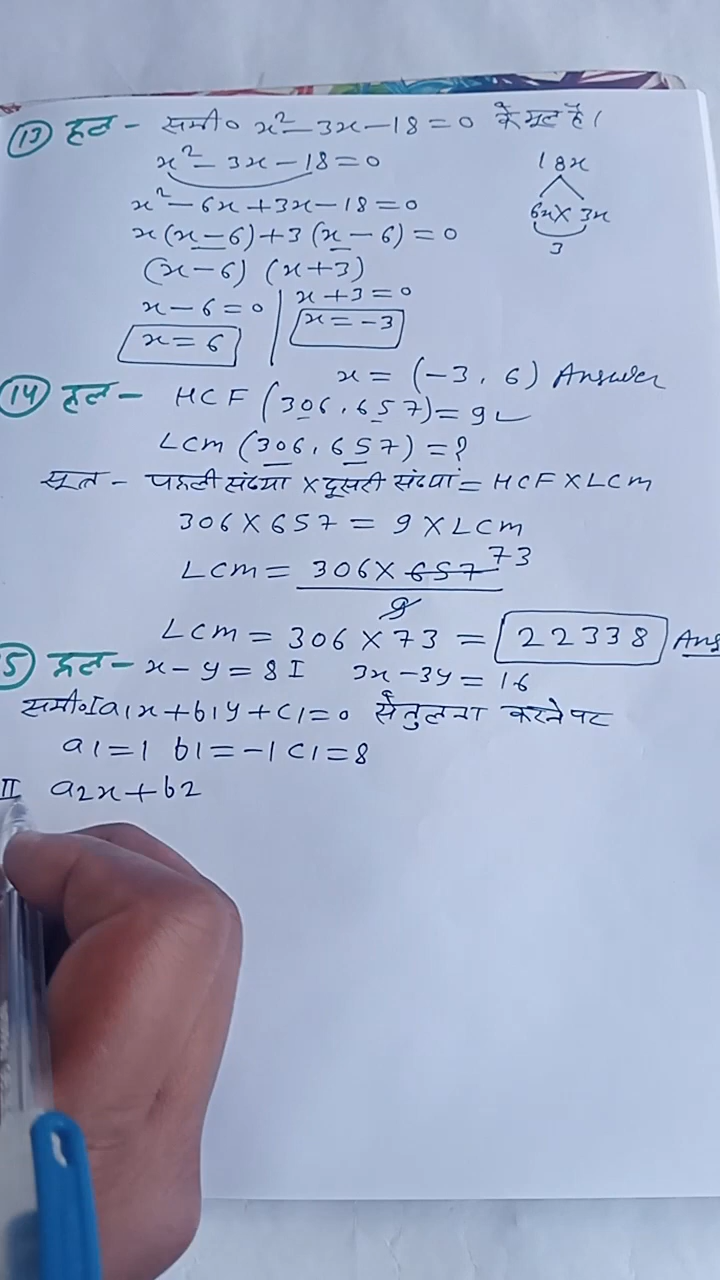 13 हल - समी० x² - 3x - 18 = 0 के मूल है।
x² - 3x - 18 = 0
18x
x² - 6x + 3x - 18 = 0
6x × 3x
3
x(x - 6) + 3(x - 6) = 0
(x - 6) (x + 3)
x - 6 = 0 | x + 3 = 0
x = 6 | x = -3
x = (-3, 6) Answer
14 हल - HCF (306, 657) = 9
LCM (306, 657) = ?
सूत्र - पहली संख्या × दूसरी संख्या = HCF × LCM
306 × 657 = 9 × LCM
LCM = 306 × 657 73
9
LCM = 306 × 73 = 22338 Ans
5 हल - x - y = 8 I 3x - 3y = 16
समी० I a1x + b1y + c1 = 0 से तुलना करने पर
a1 = 1 b1 = -1 c1 = 8
II a2x + b2